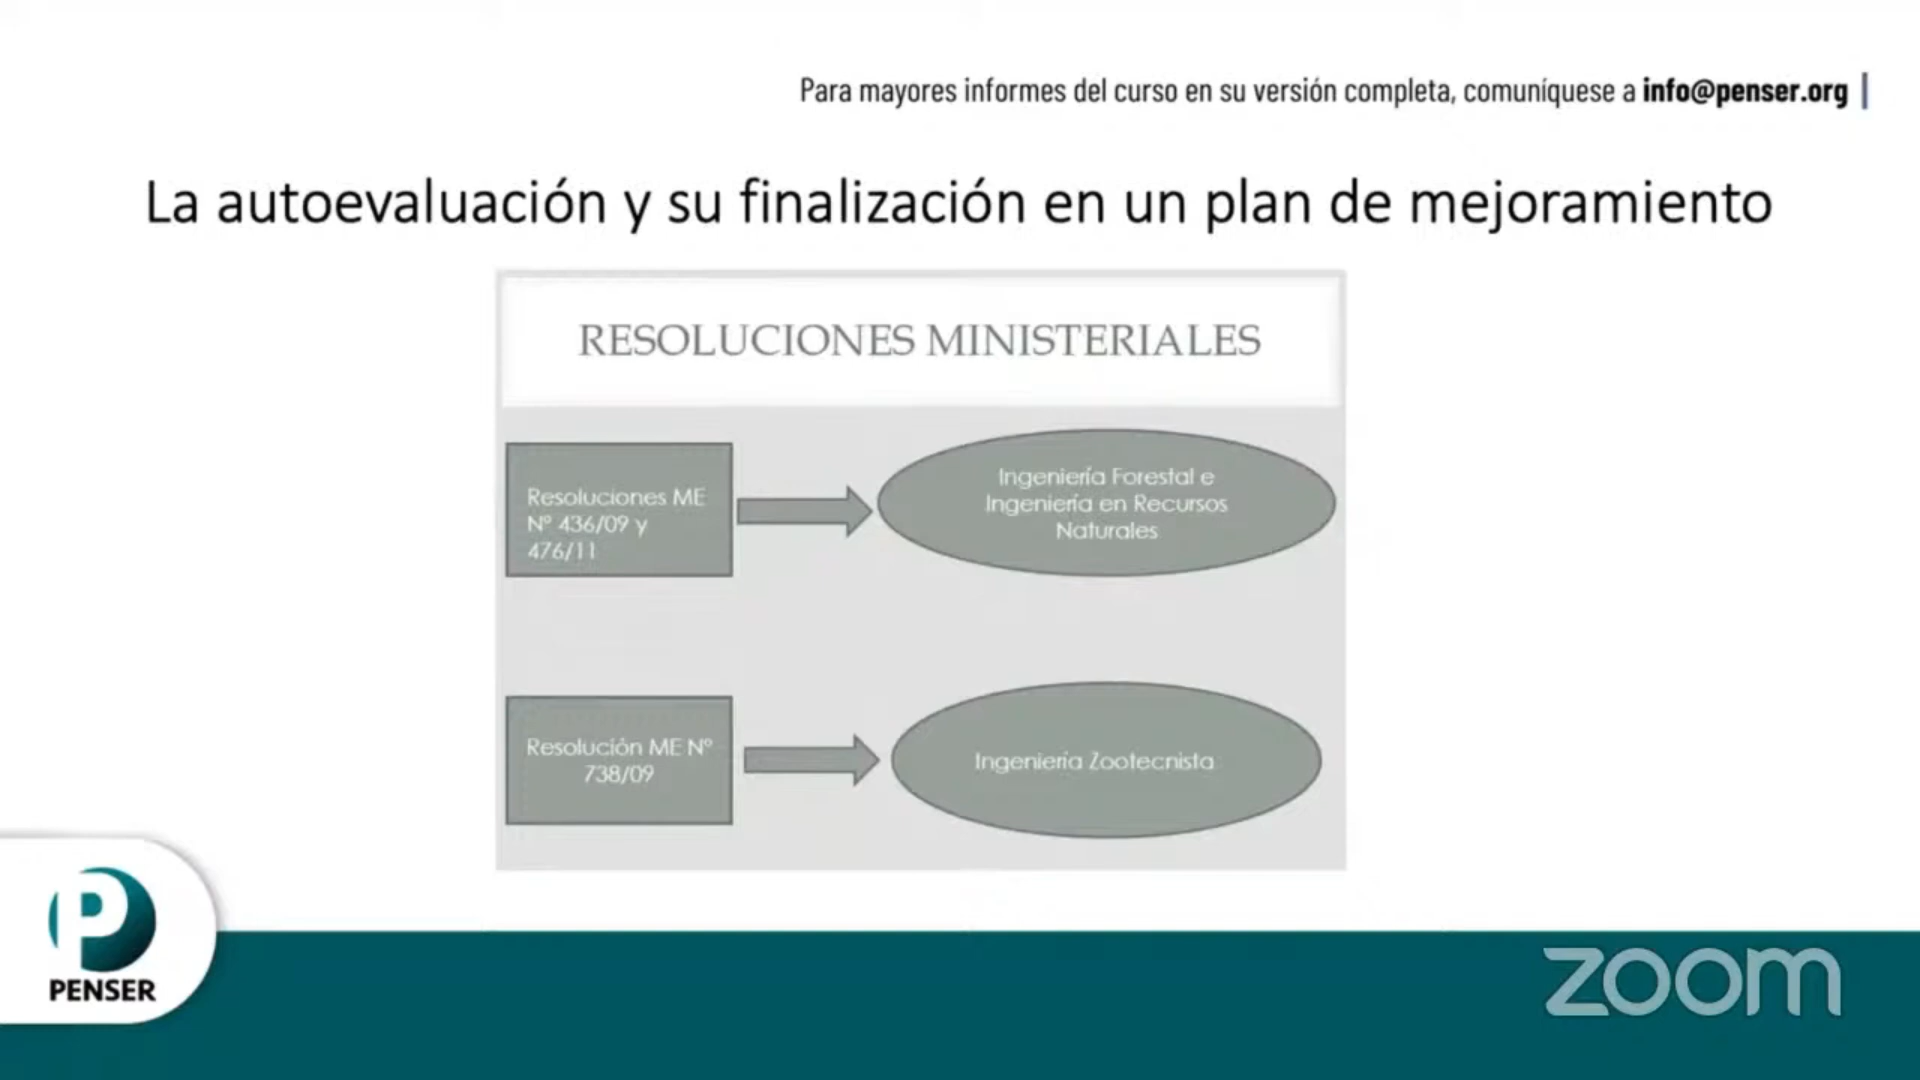 Para mayores informes del curso en su versión completa, comuníquese a info@penser.org
La autoevaluación y su finalización en un plan de mejoramiento
RESOLUCIONES MINISTERIALES
Resoluciones ME
Nº 436/09 y
476/11
Ingeniería Forestal e
Ingeniería en Recursos
Naturales
Resolución ME Nº
738/09
Ingeniería Zootecnista
PENSER
zoom